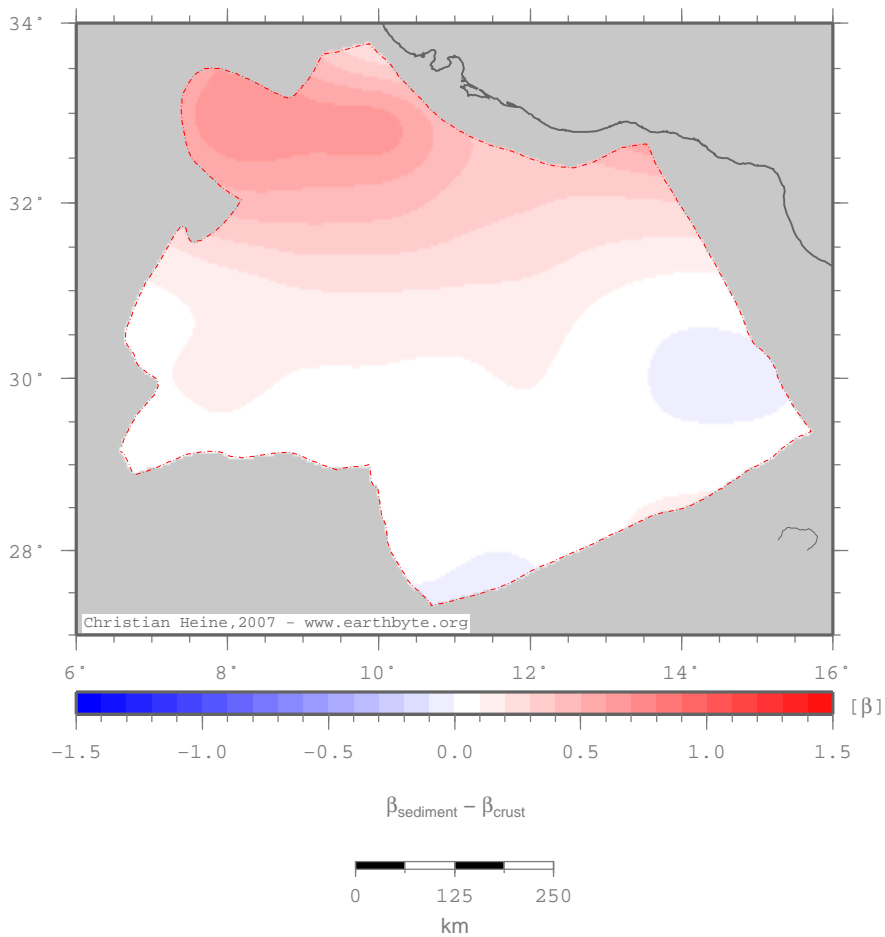 34°
32°
30°
28°
Christian Heine,2007 – www.earthbyte.org
6° 8° 10° 12° 14° 16°
[β]
−1.5 −1.0 −0.5 0.0 0.5 1.0 1.5
βsediment − βcrust
0 125 250
km